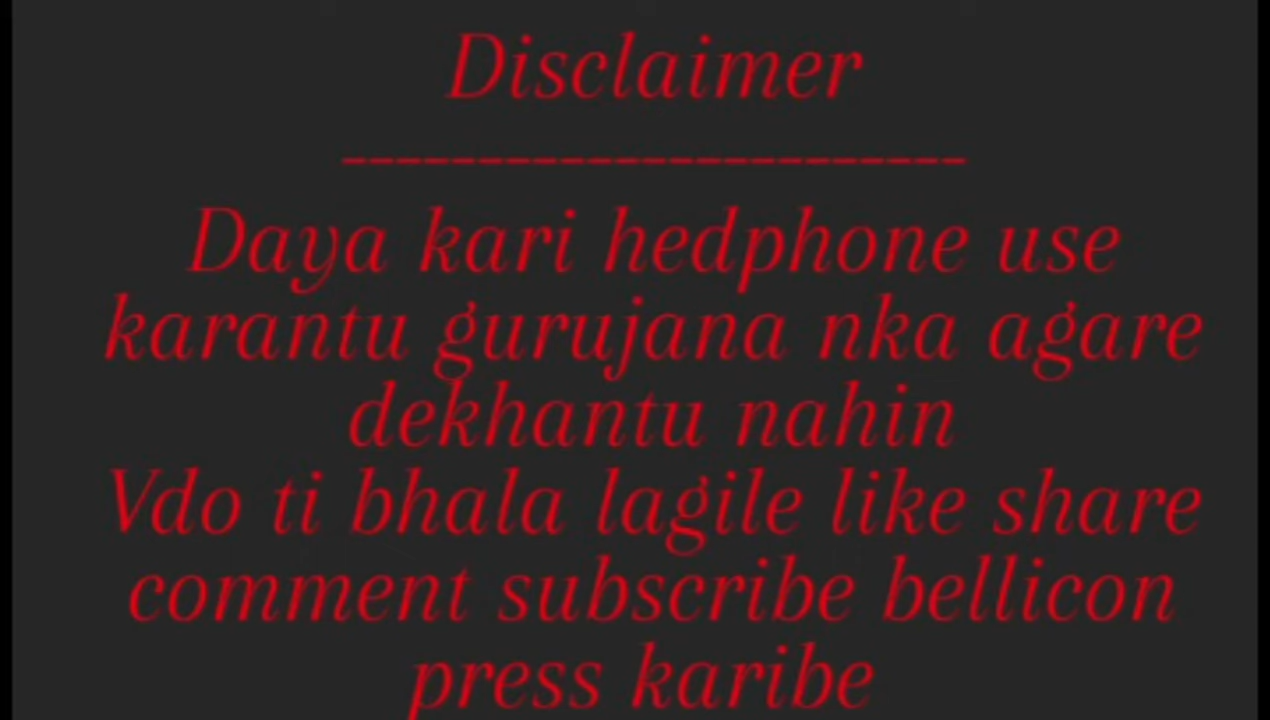 Disclaimer
-----------------------
Daya kari hedphone use
karantu gurujana nka agare
dekhantu nahin
Vdo ti bhala lagile like share
comment subscribe bellicon
press karibe